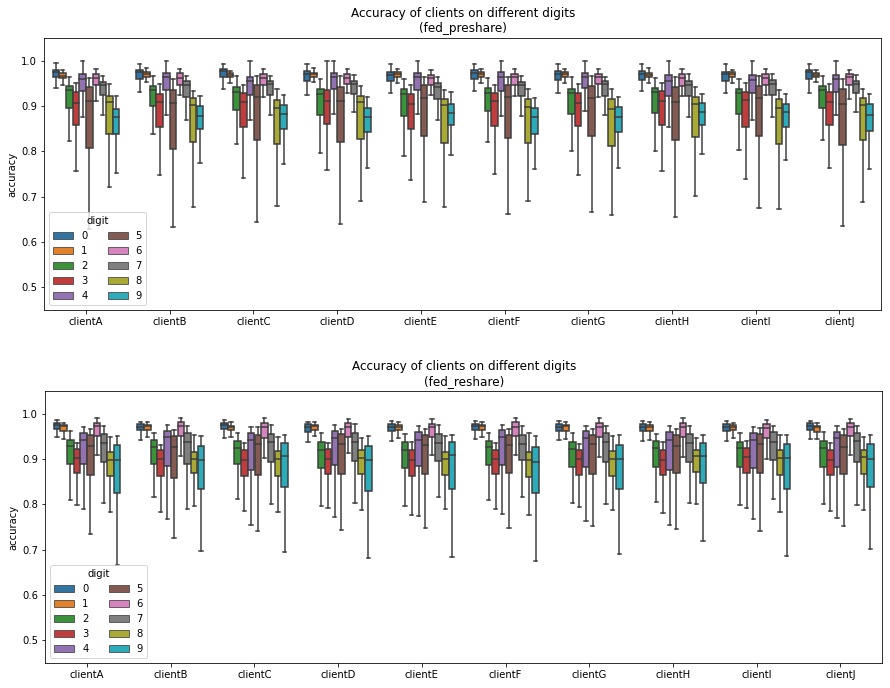 Accuracy of clients on different digits
(fed_preshare)
accuracy
1.0
0.9
0.8
0.7
0.6
0.5
digit
0 5
1 6
2 7
3 8
4 9
clientA clientB clientC clientD clientE clientF clientG clientH clientI clientJ
Accuracy of clients on different digits
(fed_reshare)
accuracy
1.0
0.9
0.8
0.7
0.6
0.5
digit
0 5
1 6
2 7
3 8
4 9
clientA clientB clientC clientD clientE clientF clientG clientH clientI clientJ